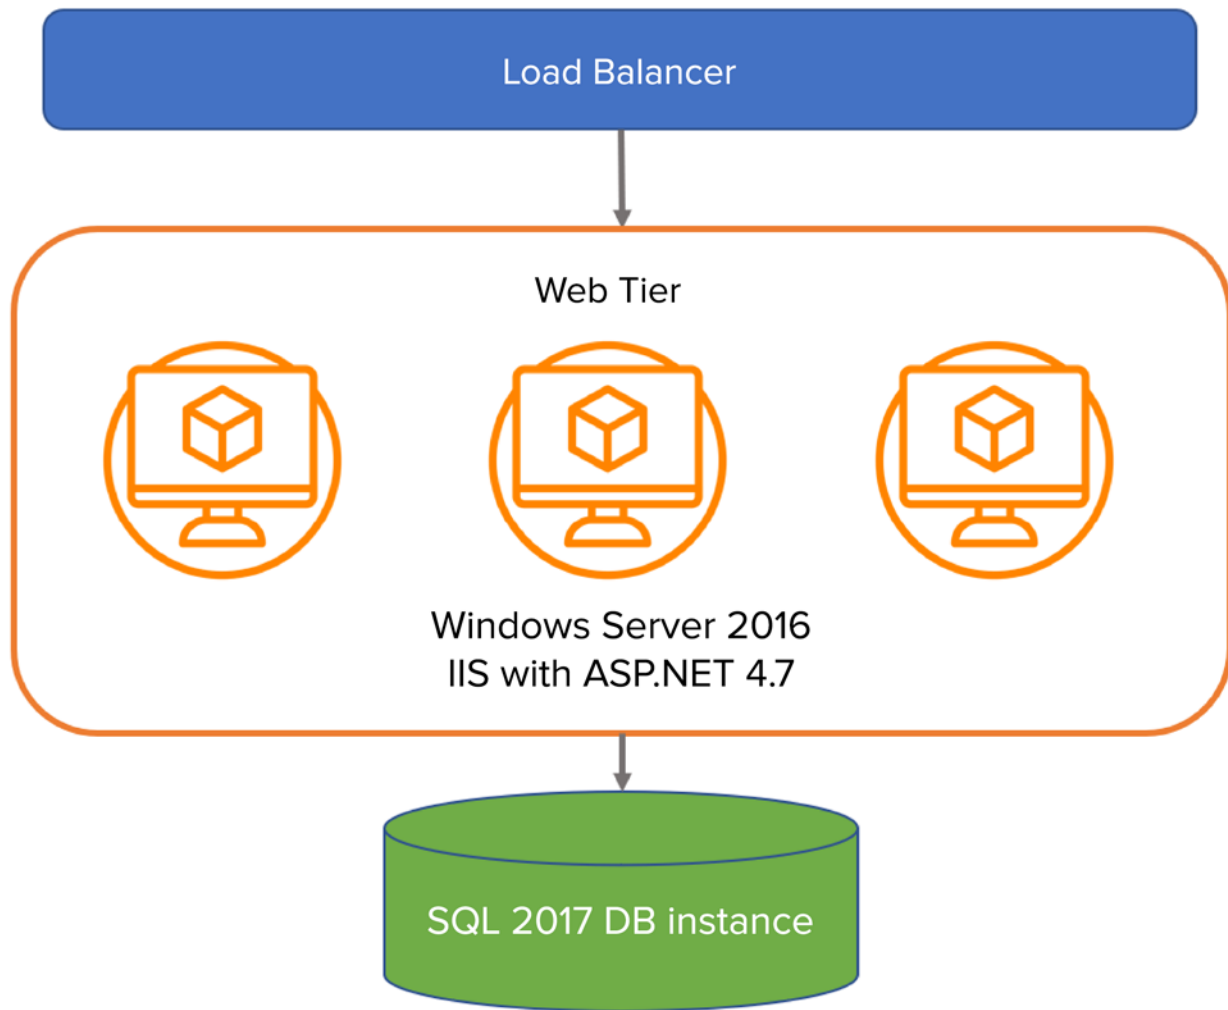 Load Balancer
Web Tier
Windows Server 2016
IIS with ASP.NET 4.7
SQL 2017 DB instance